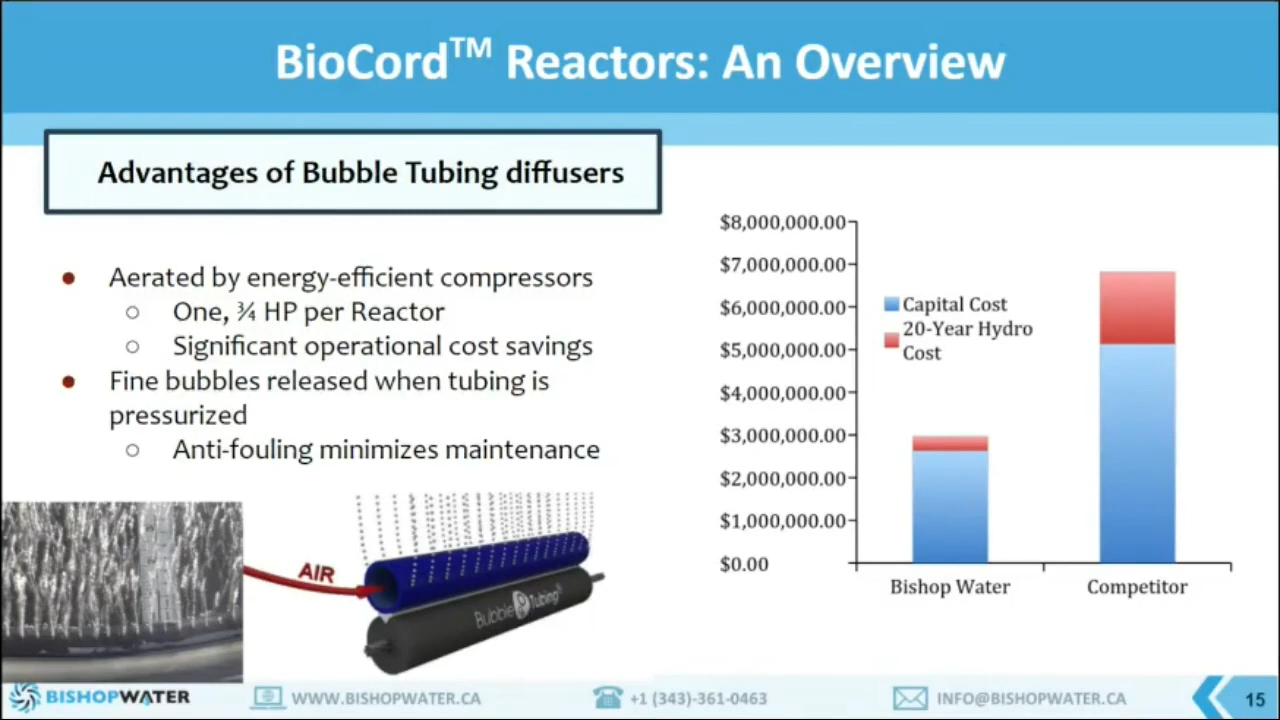 BioCord™ Reactors: An Overview
Advantages of Bubble Tubing diffusers
● Aerated by energy-efficient compressors
○ One, ¾ HP per Reactor
○ Significant operational cost savings
● Fine bubbles released when tubing is
pressurized
○ Anti-fouling minimizes maintenance
AIR
Bubble Tubing
$8,000,000.00
$7,000,000.00
$6,000,000.00
$5,000,000.00
$4,000,000.00
$3,000,000.00
$2,000,000.00
$1,000,000.00
$0.00
Capital Cost
20-Year Hydro
Cost
Bishop Water
Competitor
BISHOPWATER
WWW.BISHOPWATER.CA
+1 (343)-361-0463
INFO@BISHOPWATER.CA
15